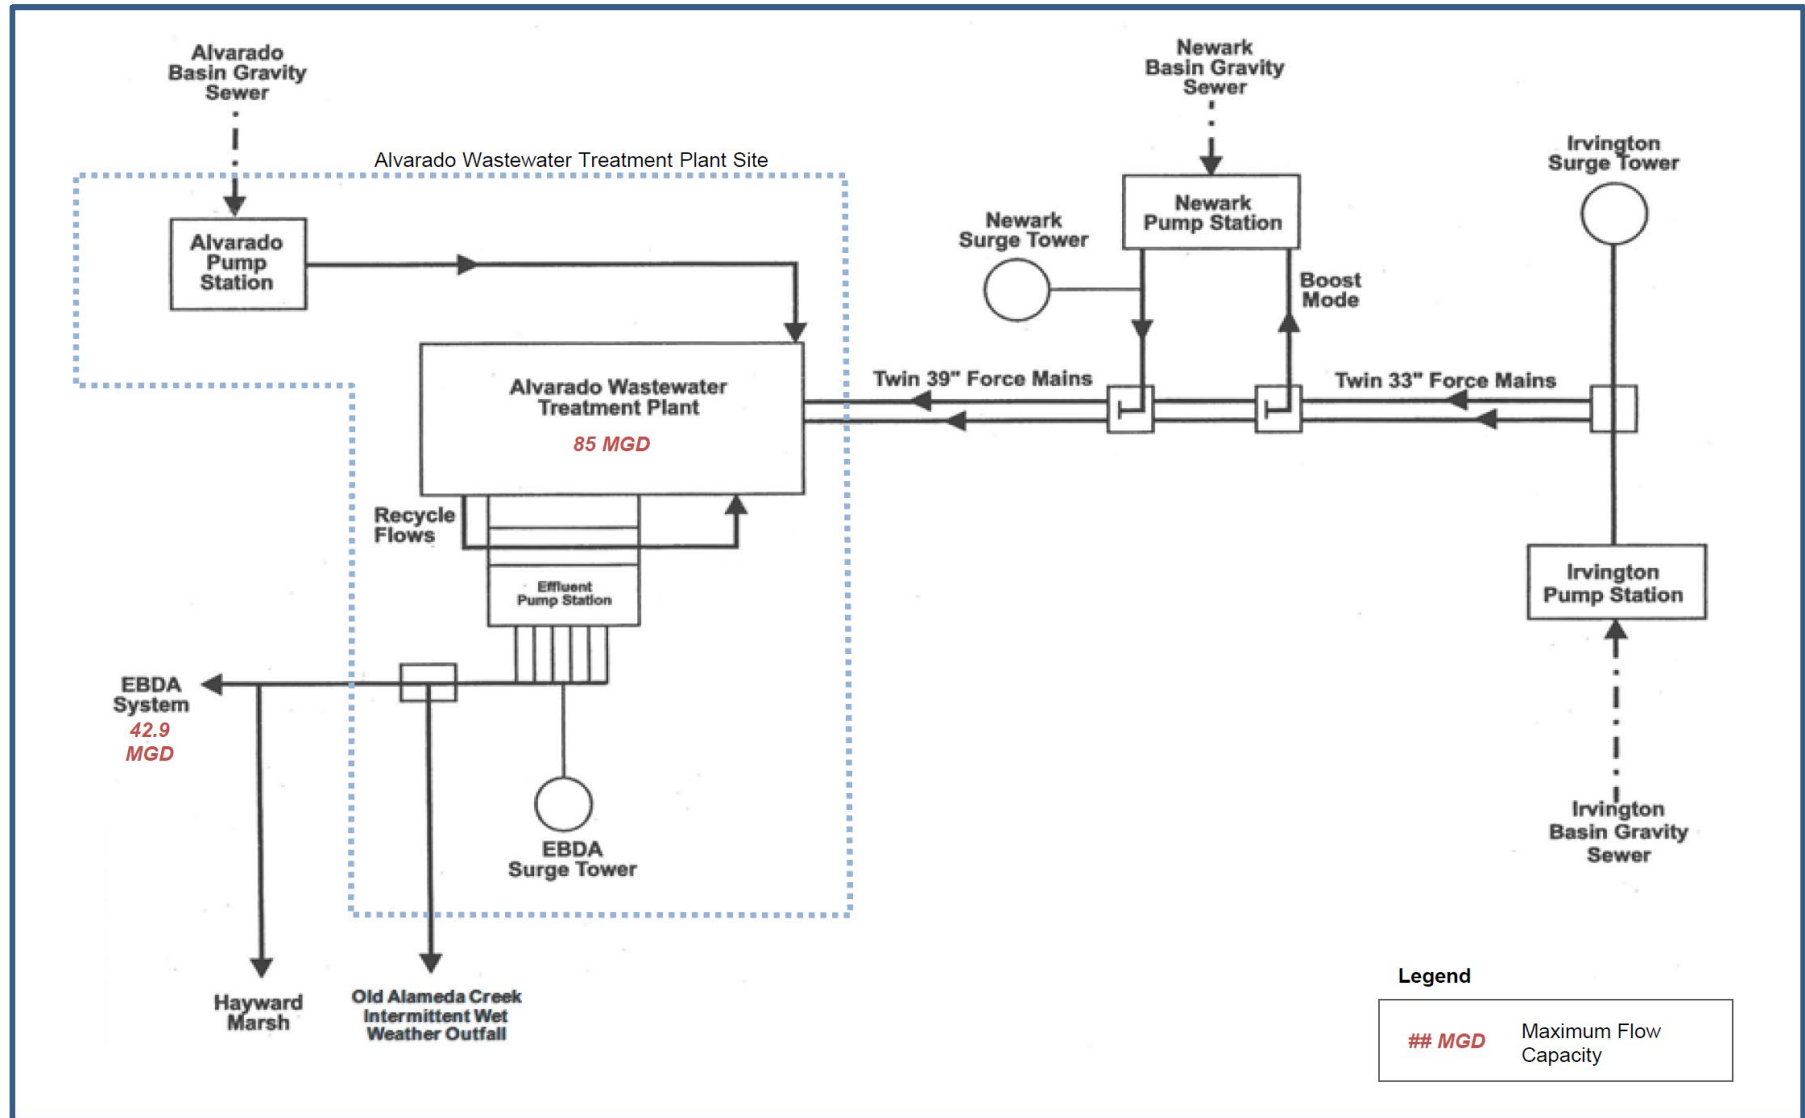 Alvarado
Basin Gravity
Sewer
Newark
Basin Gravity
Sewer
Irvington
Surge Tower
Alvarado Wastewater Treatment Plant Site
Alvarado
Pump
Station
Newark
Surge Tower
Newark
Pump Station
Boost
Mode
Alvarado Wastewater
Treatment Plant
85 MGD
Twin 39" Force Mains
Twin 33" Force Mains
Recycle
Flows
Effluent
Pump Station
Irvington
Pump Station
EBDA
System
42.9
MGD
EBDA
Surge Tower
Irvington
Basin Gravity
Sewer
Hayward
Marsh
Old Alameda Creek
Intermittent Wet
Weather Outfall
Legend
## MGD
Maximum Flow
Capacity